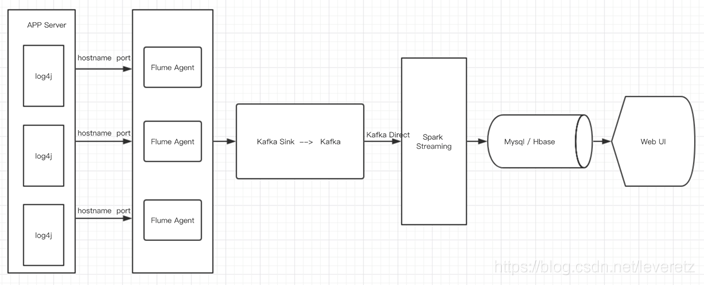 APP Server
log4j
log4j
log4j
hostname port
hostname port
hostname port
Flume Agent
Flume Agent
Flume Agent
Kafka Sink --> Kafka
Kafka Direct
Spark
Streaming
Mysql / Hbase
Web UI
https://blog.csdn.net/leveretz